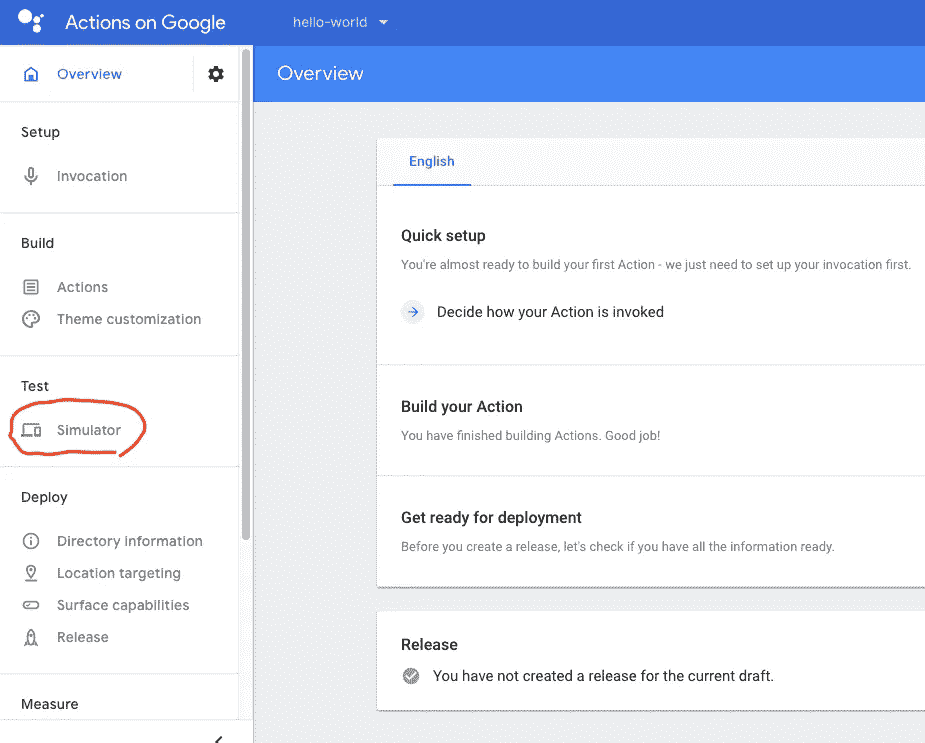 Actions on Google
hello-world
Overview
Overview
Setup
Invocation
Build
Actions
Theme customization
Test
Simulator
Deploy
Directory information
Location targeting
Surface capabilities
Release
Measure
English
Quick setup
You're almost ready to build your first Action - we just need to set up your invocation first.
Decide how your Action is invoked
Build your Action
You have finished building Actions. Good job!
Get ready for deployment
Before you create a release, let's check if you have all the information ready.
Release
You have not created a release for the current draft.